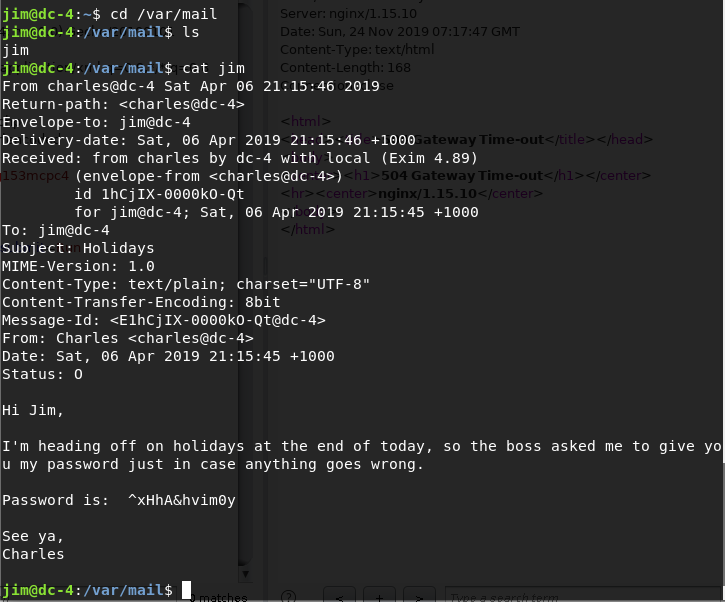 jim@dc-4:~$ cd /var/mail
jim@dc-4:/var/mail$ ls
jim
jim@dc-4:/var/mail$ cat jim
From charles@dc-4 Sat Apr 06 21:15:46 2019
Return-path: <charles@dc-4>
Envelope-to: jim@dc-4
Delivery-date: Sat, 06 Apr 2019 21:15:46 +1000
Received: from charles by dc-4 with local (Exim 4.89)
(envelope-from <charles@dc-4>)
id 1hCjIX-0000kO-Qt
for jim@dc-4; Sat, 06 Apr 2019 21:15:45 +1000
To: jim@dc-4
Subject: Holidays
MIME-Version: 1.0
Content-Type: text/plain; charset="UTF-8"
Content-Transfer-Encoding: 8bit
Message-Id: <E1hCjIX-0000kO-Qt@dc-4>
From: Charles <charles@dc-4>
Date: Sat, 06 Apr 2019 21:15:45 +1000
Status: O
Hi Jim,
I'm heading off on holidays at the end of today, so the boss asked me to give yo
u my password just in case anything goes wrong.
Password is:  ^xHhA&hvim0y
See ya,
Charles
jim@dc-4:/var/mail$
Server: nginx/1.15.10
Date: Sun, 24 Nov 2019 07:17:47 GMT
Content-Type: text/html
Content-Length: 168
<html>
Gateway Time-out</title></head>
<h1>504 Gateway Time-out</h1></center>
<hr><center>nginx/1.15.10</center>
</html>
153mcpc4
matches
? < + > Type a search term